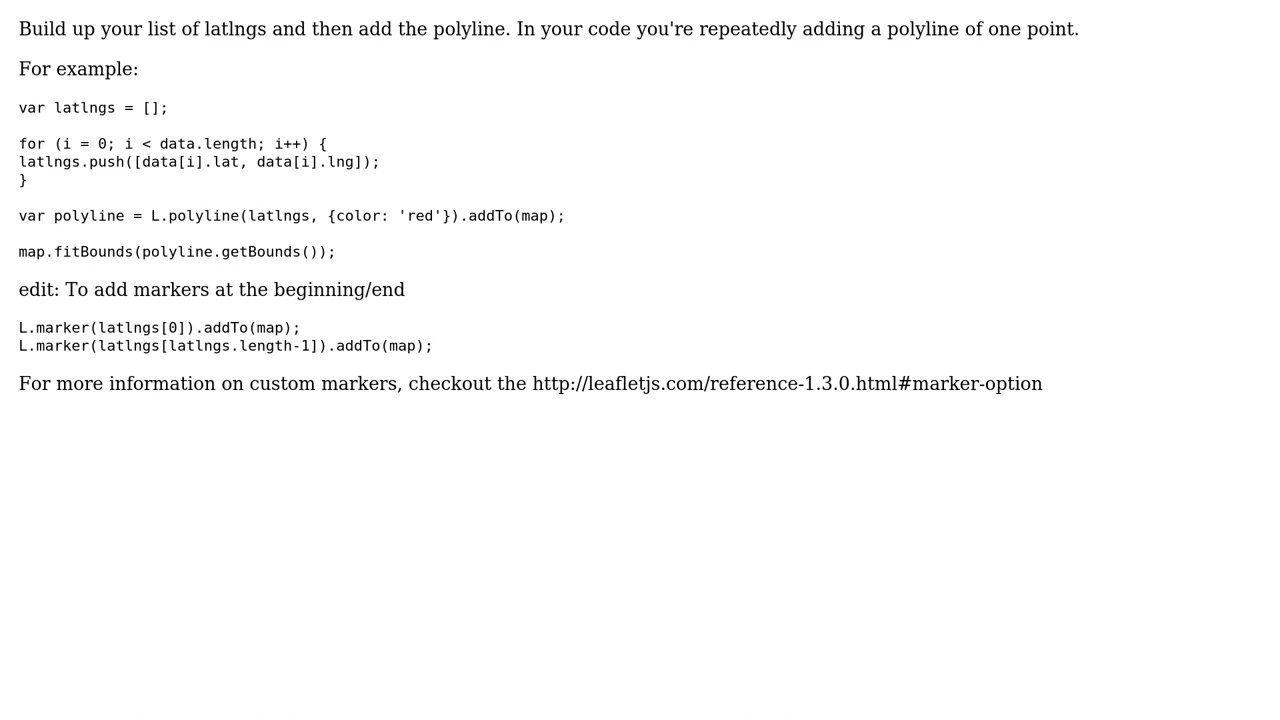 Build up your list of latlngs and then add the polyline. In your code you're repeatedly adding a polyline of one point.
For example:
var latlngs = [];
for (i = 0; i < data.length; i++) {
latlngs.push([data[i].lat, data[i].lng]);
}
var polyline = L.polyline(latlngs, {color: 'red'}).addTo(map);
map.fitBounds(polyline.getBounds());
edit: To add markers at the beginning/end
L.marker(latlngs[0]).addTo(map);
L.marker(latlngs[latlngs.length-1]).addTo(map);
For more information on custom markers, checkout the http://leafletjs.com/reference-1.3.0.html#marker-option